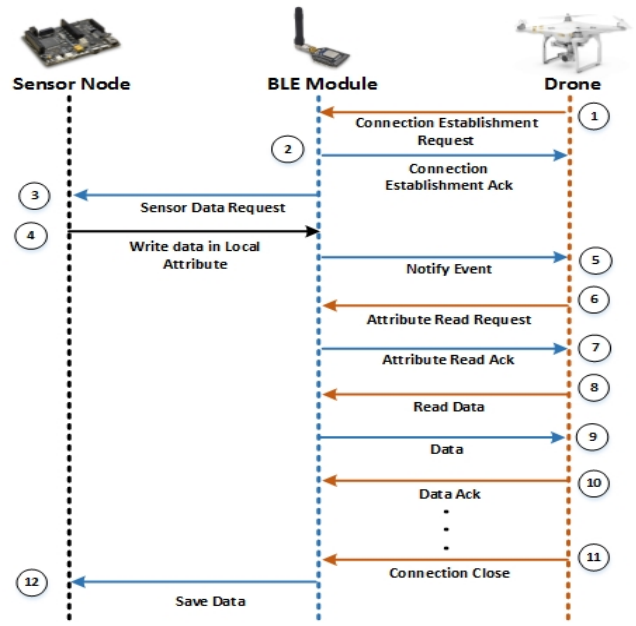 Sensor Node
BLE Module
Drone
1
Connection Establishment
Request
2
Connection
Establishment Ack
3
Sensor Data Request
4
Write data in Local
Attribute
5
Notify Event
6
Attribute Read Request
7
Attribute Read Ack
8
Read Data
9
Data
10
Data Ack
11
Connection Close
12
Save Data